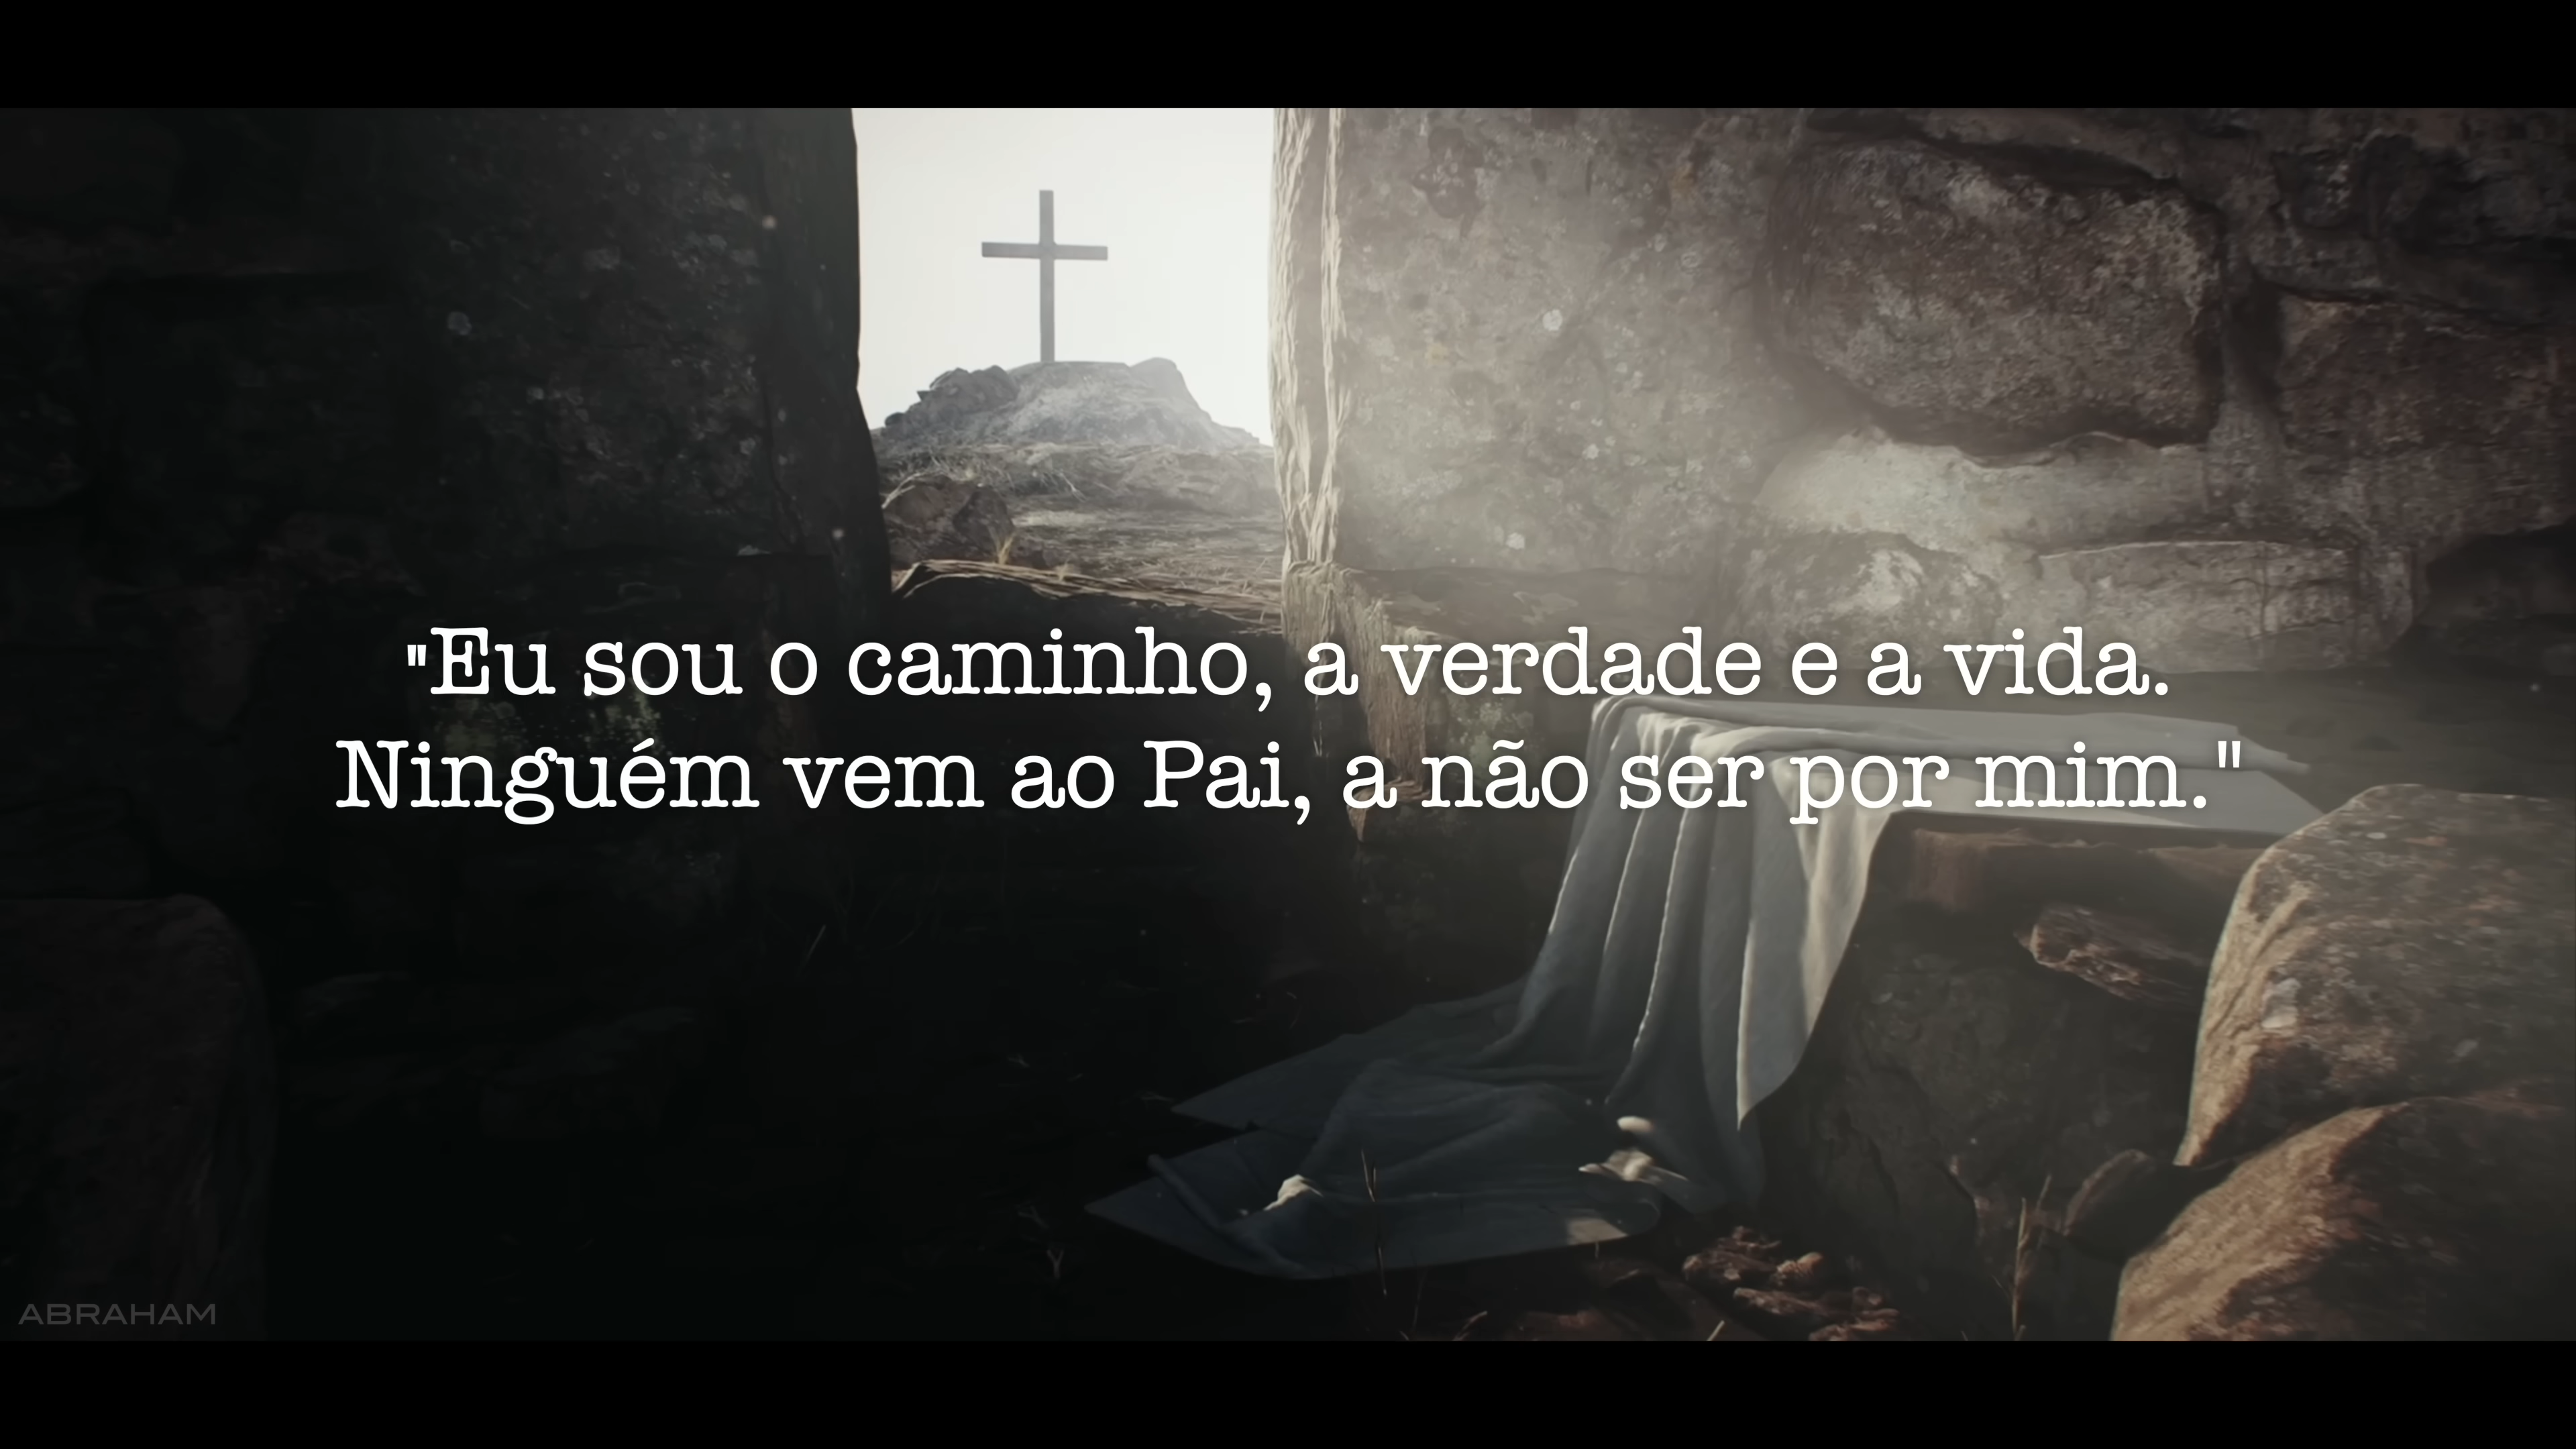 "Eu sou o caminho, a verdade e a vida.
Ninguém vem ao Pai, a não ser por mim."
ABRAHAM